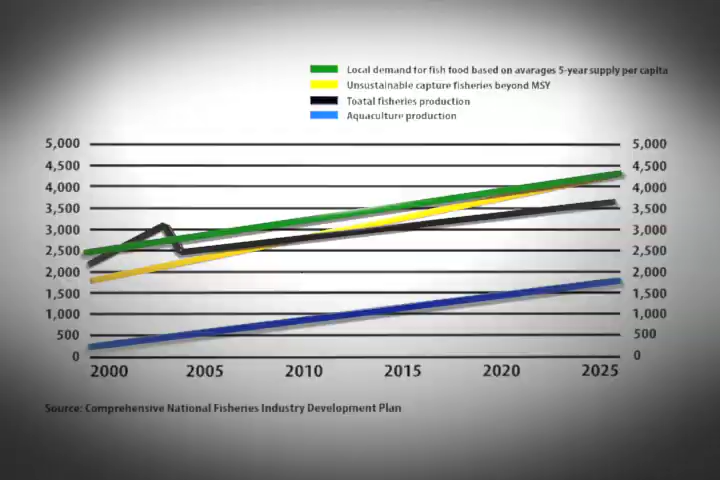 Local demand for fish food based on avarages 5-year supply per capita
Unsustainable capture fisheries beyond MSY
Toatal fisheries production
Aquaculture production
5,000 5,000
4,500 4,500
4,000 4,000
3,500 3,500
3,000 3,000
2,500 2,500
2,000 2,000
1,500 1,500
1,000 1,000
500 500
0 0
2000 2005 2010 2015 2020 2025
Source: Comprehensive National Fisheries Industry Development Plan